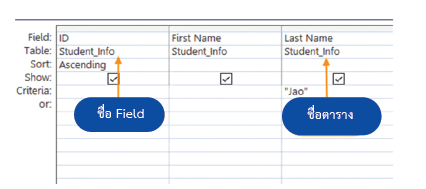 Field: ID First Name Last Name
Table: Student_Info Student_Info Student_Info
Sort: Ascending
Show:
Criteria: "Jao"
or:
ชื่อ Field ชื่อตาราง